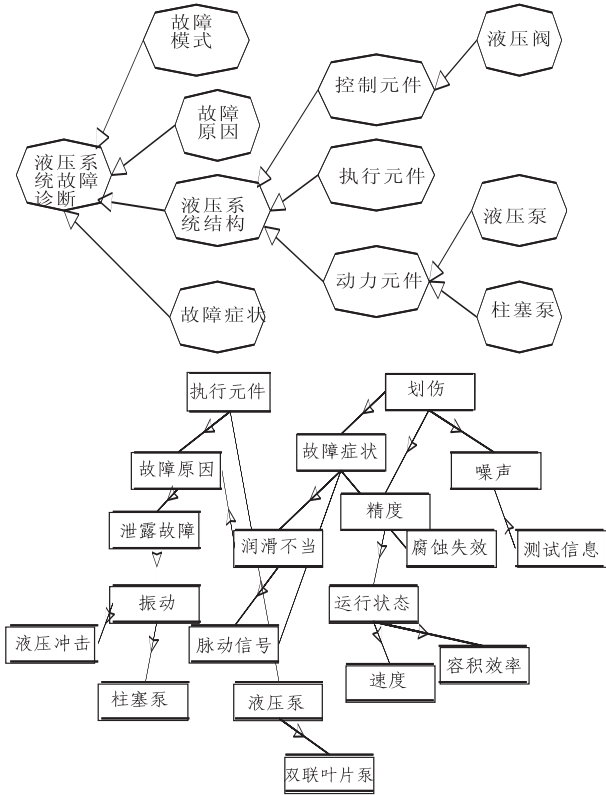 故障
模式
液压阀
控制元件
故障
原因
液压系
统故障
诊断
执行元件
液压系
统结构
液压泵
动力元件
故障症状
柱塞泵
执行元件
划伤
故障症状
故障原因
噪声
精度
泄露故障
润滑不当
腐蚀失效
测试信息
振动
运行状态
液压冲击
脉动信号
容积效率
速度
柱塞泵
液压泵
双联叶片泵